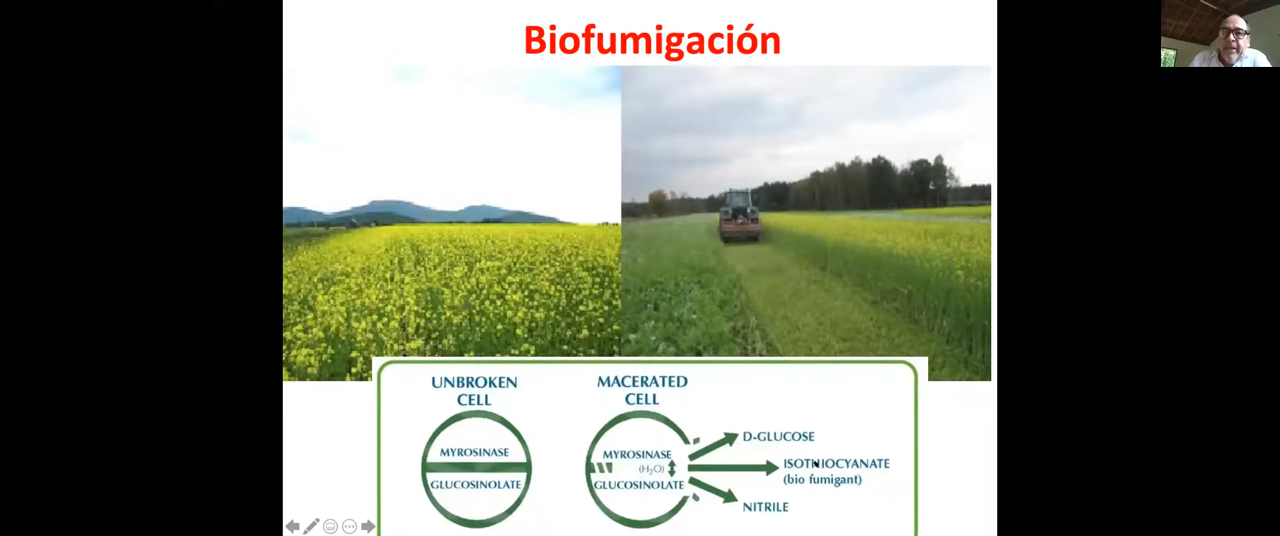 Biofumigación
UNBROKEN
CELL
MYROSINASE
GLUCOSINOLATE
MACERATED
CELL
MYROSINASE
(H₂O)
GLUCOSINOLATE
D-GLUCOSE
ISOTHIOCYANATE
(bio fumigant)
NITRILE